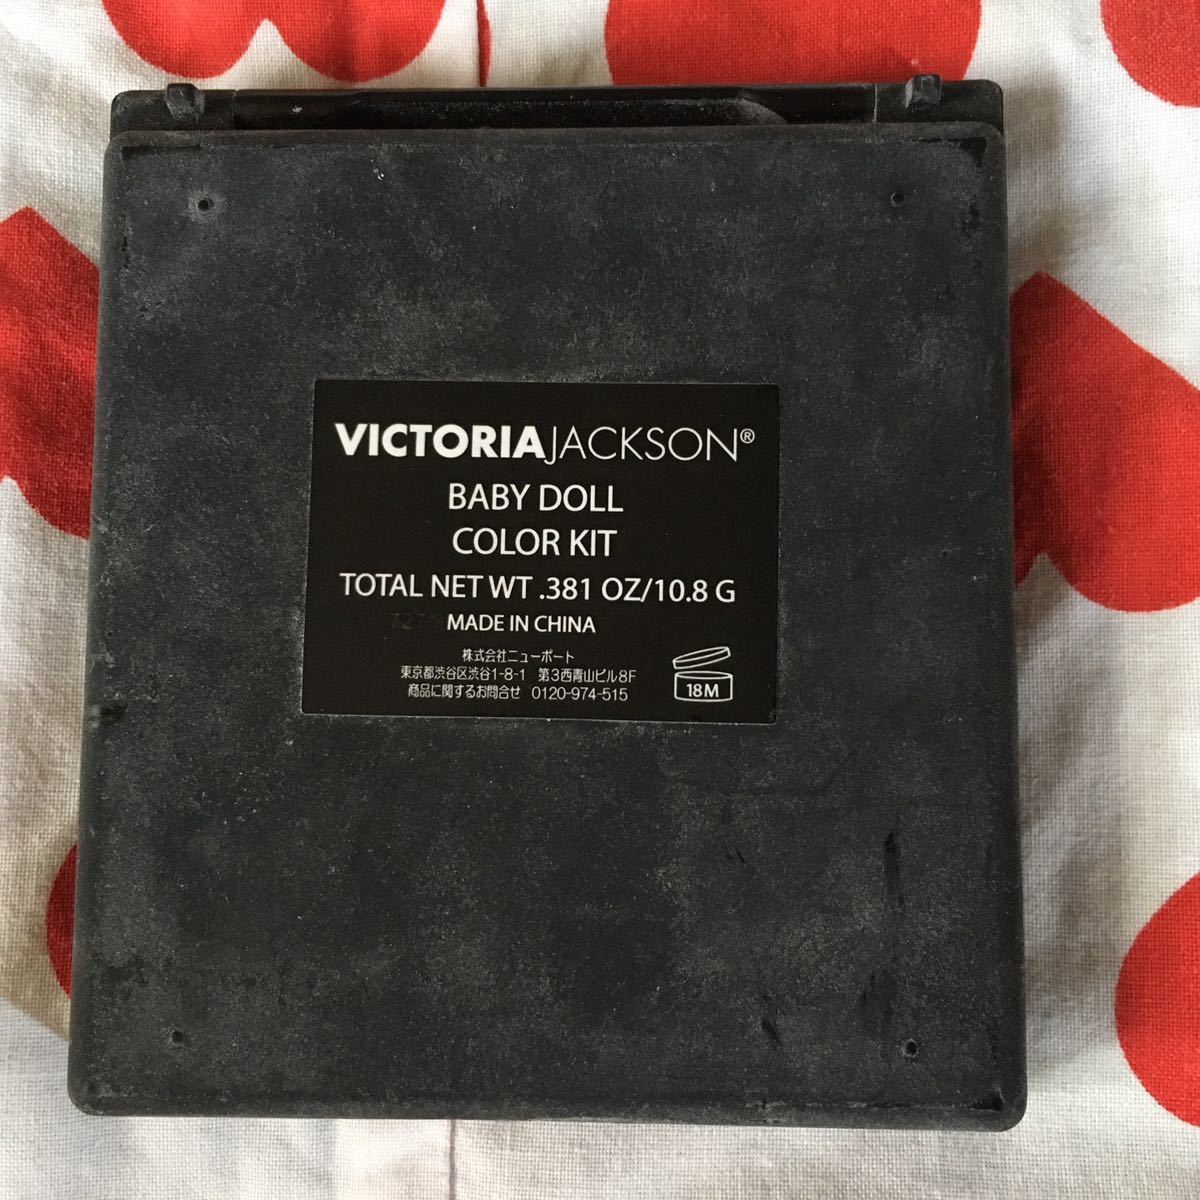 VICTORIAJACKSON®
BABY DOLL
COLOR KIT
TOTAL NET WT .381 OZ/10.8 G
MADE IN CHINA
株式会社ニューポート
東京都渋谷区渋谷1-8-1 第3西青山ビル8F
商品に関するお問合せ 0120-974-515
18M